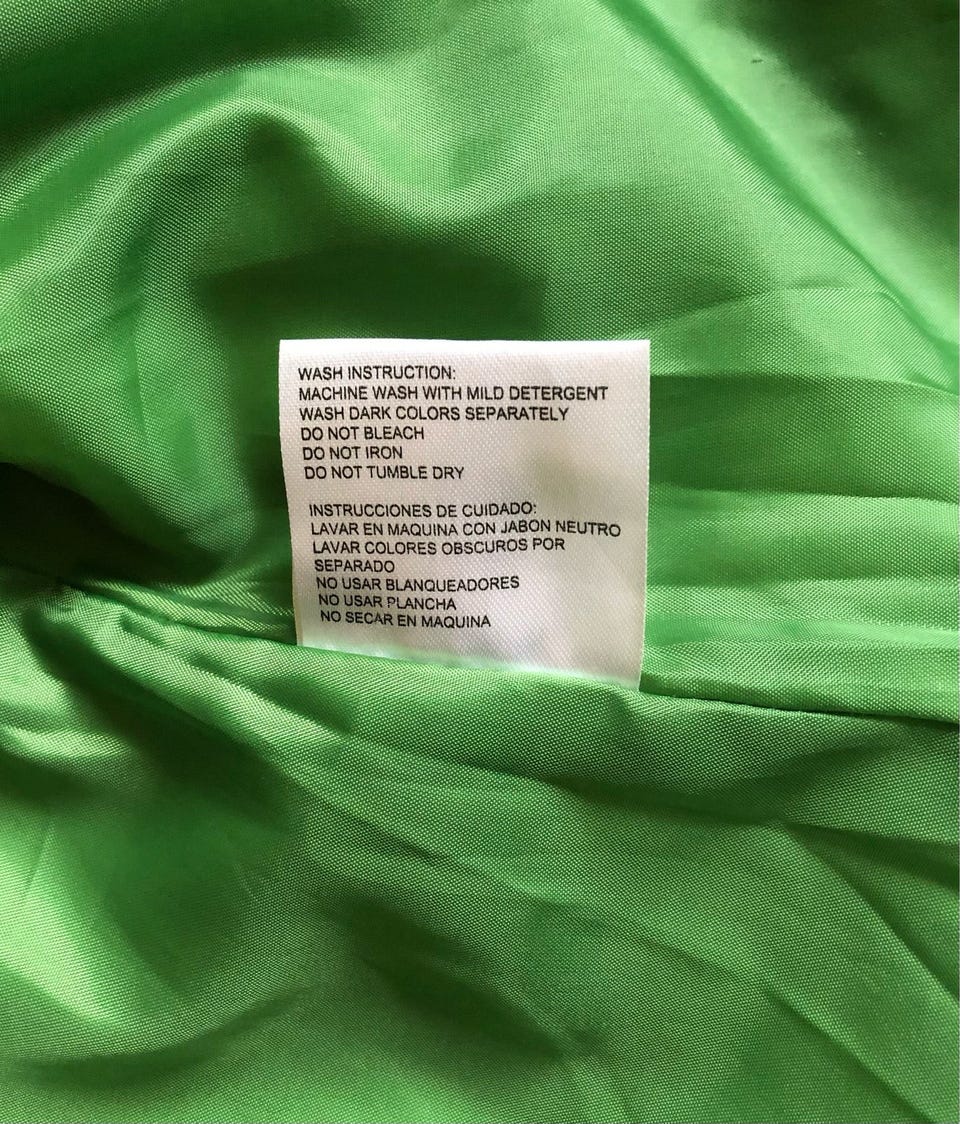 WASH INSTRUCTION:
MACHINE WASH WITH MILD DETERGENT
WASH DARK COLORS SEPARATELY
DO NOT BLEACH
DO NOT IRON
DO NOT TUMBLE DRY
INSTRUCCIONES DE CUIDADO:
LAVAR EN MAQUINA CON JABON NEUTRO
LAVAR COLORES OBSCUROS POR
SEPARADO
NO USAR BLANQUEADORES
NO USAR PLANCHA
NO SECAR EN MAQUINA